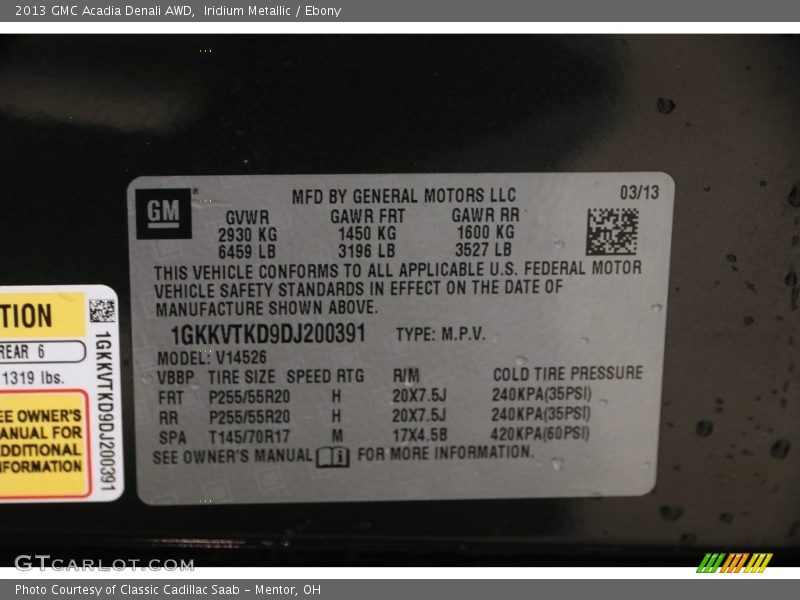 2013 GMC Acadia Denali AWD, Iridium Metallic / Ebony
GM
MFD BY GENERAL MOTORS LLC 03/13
GVWR GAWR FRT GAWR RR
2930 KG 1450 KG 1600 KG
6459 LB 3196 LB 3527 LB
THIS VEHICLE CONFORMS TO ALL APPLICABLE U.S. FEDERAL MOTOR
VEHICLE SAFETY STANDARDS IN EFFECT ON THE DATE OF
MANUFACTURE SHOWN ABOVE.
1GKKVTKD9DJ200391 TYPE: M.P.V.
MODEL: V14526
VBBP TIRE SIZE SPEED RTG R/M COLD TIRE PRESSURE
FRT P255/55R20 H 20X7.5J 240KPA(35PSI)
RR P255/55R20 H 20X7.5J 240KPA(35PSI)
SPA T145/70R17 M 17X4.5B 420KPA(60PSI)
SEE OWNER'S MANUAL FOR MORE INFORMATION.
TION
REAR 6
1319 lbs.
EE OWNER'S
ANUAL FOR
DDITIONAL
FORMATION
1GKKVTKD9DJ200391
GTCARLOT.COM
Photo Courtesy of Classic Cadillac Saab - Mentor, OH